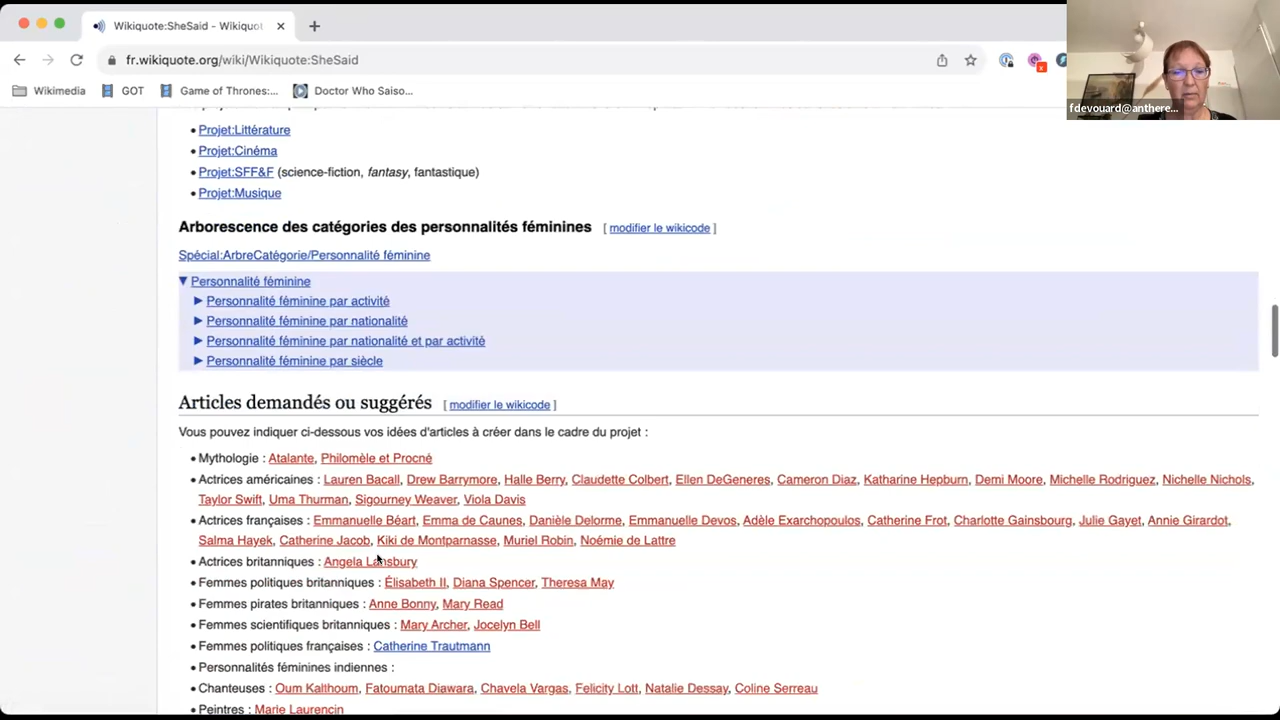 Wikiquote:SheSaid - Wikiquot
fr.wikiquote.org/wiki/Wikiquote:SheSaid
Wikimedia GOT Game of Thrones:... Doctor Who Saiso...
fdevouard@anthere...
Projet:Littérature
Projet:Cinéma
Projet:SFF&F (science-fiction, fantasy, fantastique)
Projet:Musique
Arborescence des catégories des personnalités féminines [ modifier le wikicode ]
Spécial:ArbreCatégorie/Personnalité féminine
▼ Personnalité féminine
► Personnalité féminine par activité
► Personnalité féminine par nationalité
► Personnalité féminine par nationalité et par activité
► Personnalité féminine par siècle
Articles demandés ou suggérés [ modifier le wikicode ]
Vous pouvez indiquer ci-dessous vos idées d'articles à créer dans le cadre du projet :
Mythologie : Atalante, Philomèle et Procné
Actrices américaines : Lauren Bacall, Drew Barrymore, Halle Berry, Claudette Colbert, Ellen DeGeneres, Cameron Diaz, Katharine Hepburn, Demi Moore, Michelle Rodriguez, Nichelle Nichols,
Taylor Swift, Uma Thurman, Sigourney Weaver, Viola Davis
Actrices françaises : Emmanuelle Béart, Emma de Caunes, Danièle Delorme, Emmanuelle Devos, Adèle Exarchopoulos, Catherine Frot, Charlotte Gainsbourg, Julie Gayet, Annie Girardot,
Salma Hayek, Catherine Jacob, Kiki de Montparnasse, Muriel Robin, Noémie de Lattre
Actrices britanniques : Angela Lansbury
Femmes politiques britanniques : Élisabeth II, Diana Spencer, Theresa May
Femmes pirates britanniques : Anne Bonny, Mary Read
Femmes scientifiques britanniques : Mary Archer, Jocelyn Bell
Femmes politiques françaises : Catherine Trautmann
Personnalités féminines indiennes :
Chanteuses : Oum Kalthoum, Fatoumata Diawara, Chavela Vargas, Felicity Lott, Natalie Dessay, Coline Serreau
Peintres : Marie Laurencin